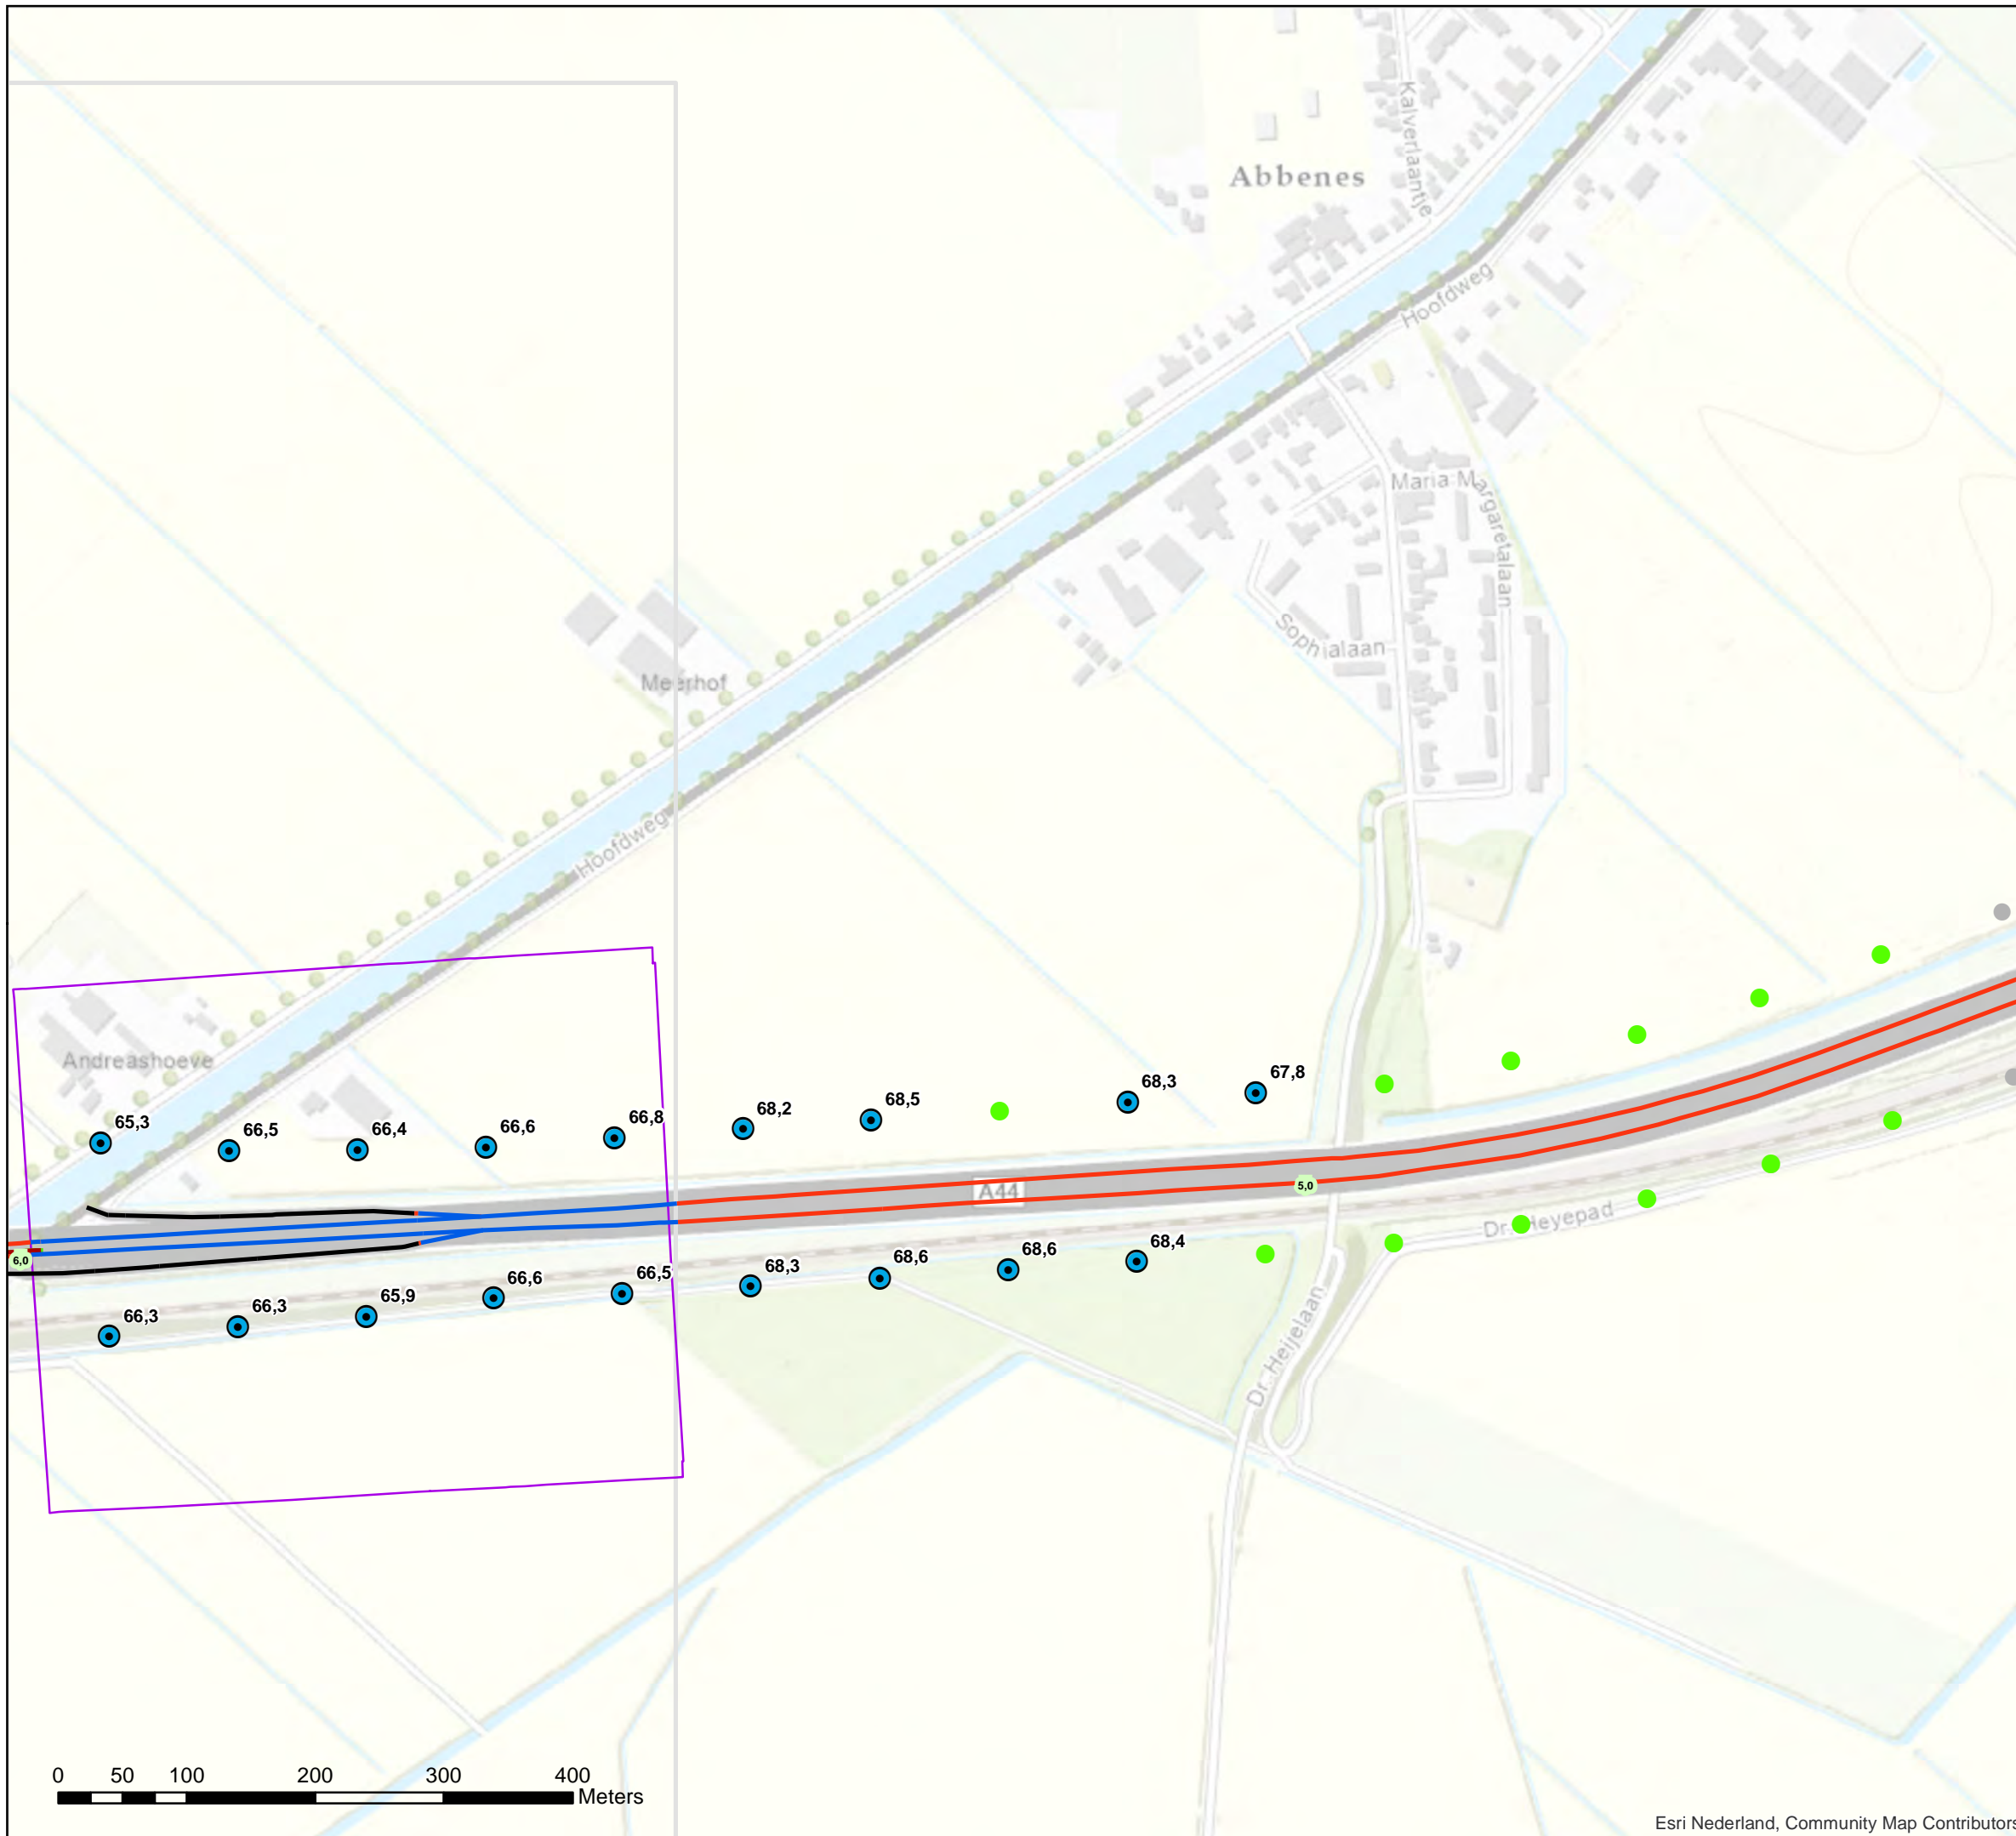 Kalverlaantje
Abbenes
Hoofdweg
Maria Margaretalaan
Sophialaan
Meerhof
Hoofdweg
Andreashoeve
65,3
66,5
66,4
66,6
66,8
68,2
68,5
68,3
67,8
A44
5,0
6,0
Dr. Heyepad
66,3
66,3
65,9
66,6
66,5
68,3
68,6
68,6
68,4
Dr. Heijelaan
0 50 100 200 300 400
Meters
Esri Nederland, Community Map Contributors